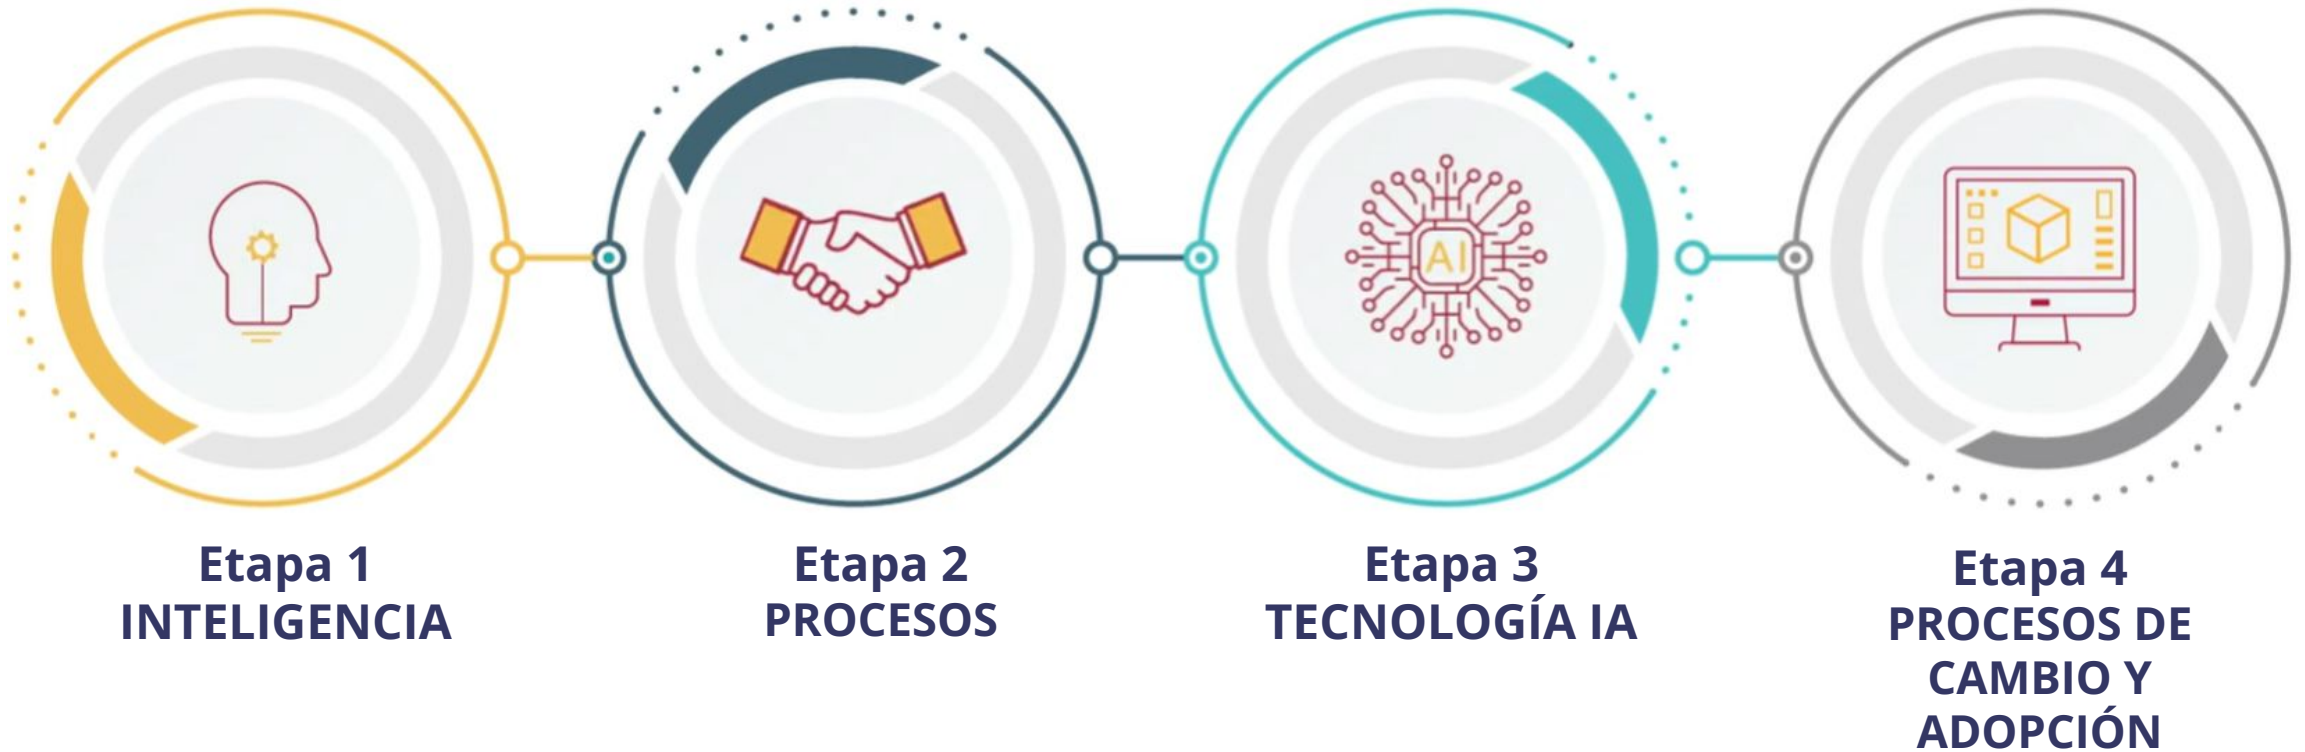 AI
Etapa 1
INTELIGENCIA
Etapa 2
PROCESOS
Etapa 3
TECNOLOGÍA IA
Etapa 4
PROCESOS DE
CAMBIO Y
ADOPCIÓN